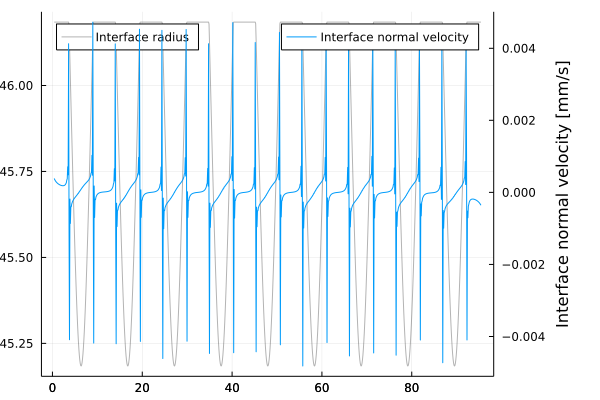 Interface radius
Interface normal velocity
46.00
45.75
45.50
45.25
0.004
0.002
0.000
−0.002
−0.004
Interface normal velocity [mm/s]
0 20 40 60 80